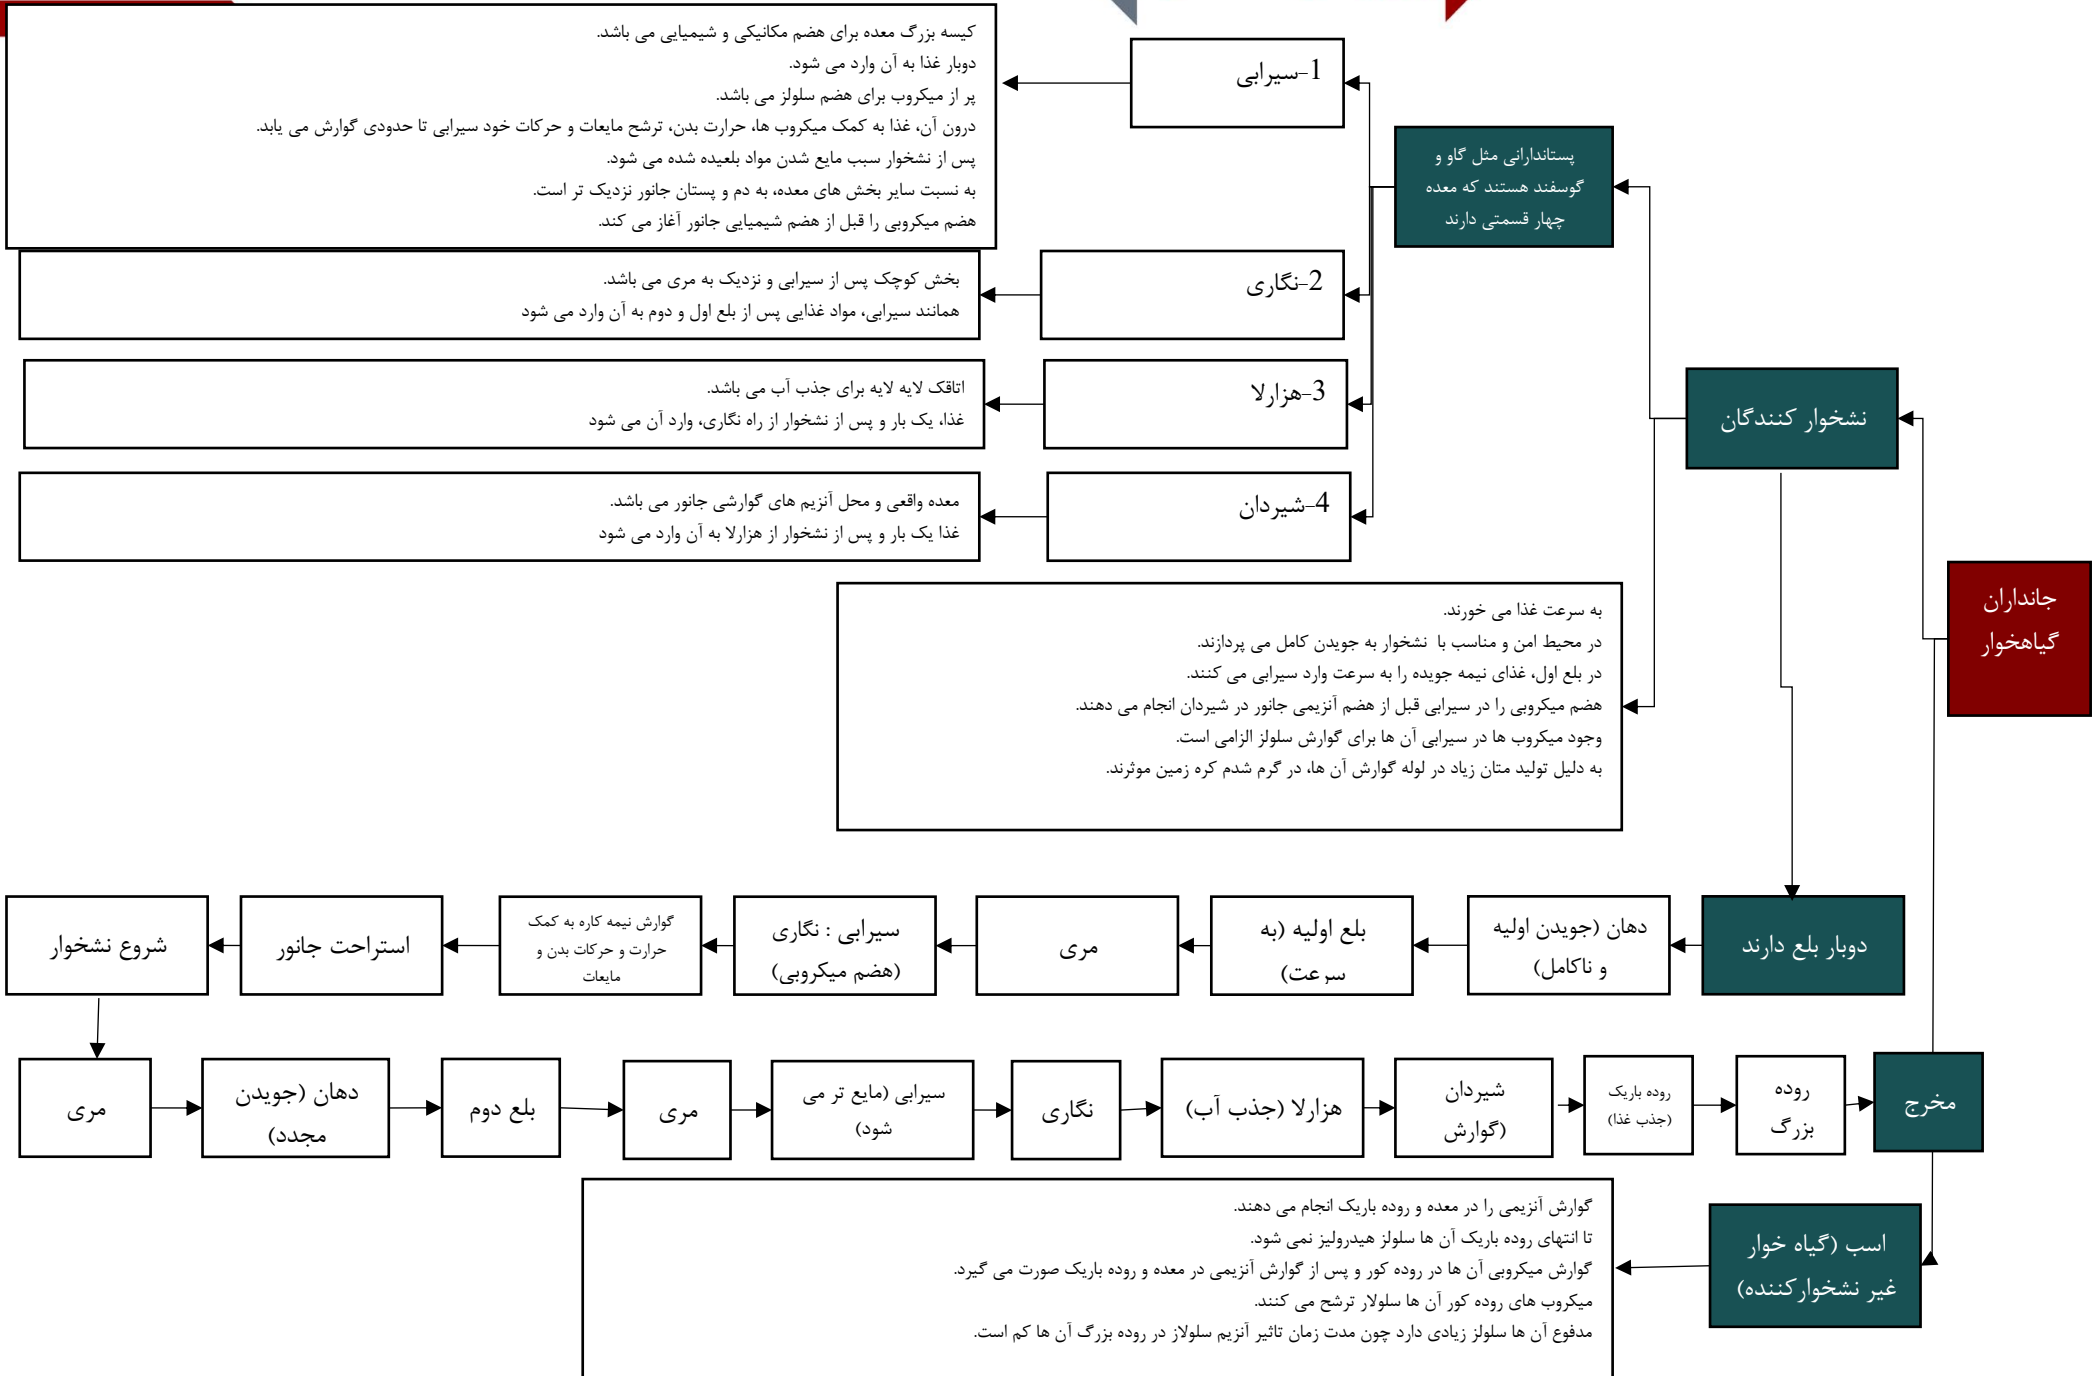 کیسه بزرگ معده برای هضم مکانیکی و شیمیایی می باشد.
دوبار غذا به آن وارد می شود.
پر از میکروب برای هضم سلولز می باشد.
درون آن، غذا به کمک میکروب ها، حرارت بدن، ترشح مایعات و حرکات خود سیرابی تا حدودی گوارش می یابد.
پس از نشخوار سبب مایع شدن مواد بلعیده شده می شود.
به نسبت سایر بخش های معده، به دم و پستان جانور نزدیک تر است.
هضم میکروبی را قبل از هضم شیمیایی جانور آغاز می کند.
1-سیرابی
پستاندارانی مثل گاو و
گوسفند هستند که معده
چهار قسمتی دارند
بخش کوچک پس از سیرابی و نزدیک به مری می باشد.
همانند سیرابی، مواد غذایی پس از بلع اول و دوم به آن وارد می شود
2-نگاری
اتاقک لایه لایه برای جذب آب می باشد.
غذا، یک بار و پس از نشخوار از راه نگاری، وارد آن می شود
3-هزارلا
نشخوار کنندگان
معده واقعی و محل آنزیم های گوارشی جانور می باشد.
غذا یک بار و پس از نشخوار از هزارلا به آن وارد می شود
4-شیردان
جانداران
گیاهخوار
به سرعت غذا می خورند.
در محیط امن و مناسب با نشخوار به جویدن کامل می پردازند.
در بلع اول، غذای نیمه جویده را به سرعت وارد سیرابی می کنند.
هضم میکروبی را در سیرابی قبل از هضم آنزیمی جانور در شیردان انجام می دهند.
وجود میکروب ها در سیرابی آن ها برای گوارش سلولز الزامی است.
به دلیل تولید متان زیاد در لوله گوارش آن ها، در گرم شدم کره زمین موثرند.
دوبار بلع دارند
دهان (جویدن اولیه
و ناکامل)
بلع اولیه (به
سرعت)
مری
سیرابی : نگاری
(هضم میکروبی)
گوارش نیمه کاره به کمک
حرارت و حرکات بدن و
مایعات
استراحت جانور
شروع نشخوار
مری
دهان (جویدن
مجدد)
بلع دوم
مری
سیرابی (مایع تر می
شود)
نگاری
هزارلا (جذب آب)
شیردان
(گوارش
روده باریک
(جذب غذا)
روده
بزرگ
مخرج
گوارش آنزیمی را در معده و روده باریک انجام می دهند.
تا انتهای روده باریک آن ها سلولز هیدرولیز نمی شود.
گوارش میکروبی آن ها در روده کور و پس از گوارش آنزیمی در معده و روده باریک صورت می گیرد.
میکروب های روده کور آن ها سلولار ترشح می کنند.
مدفوع آن ها سلولز زیادی دارد چون مدت زمان تاثیر آنزیم سلولاز در روده بزرگ آن ها کم است.
اسب (گیاه خوار
غیر نشخوارکننده)